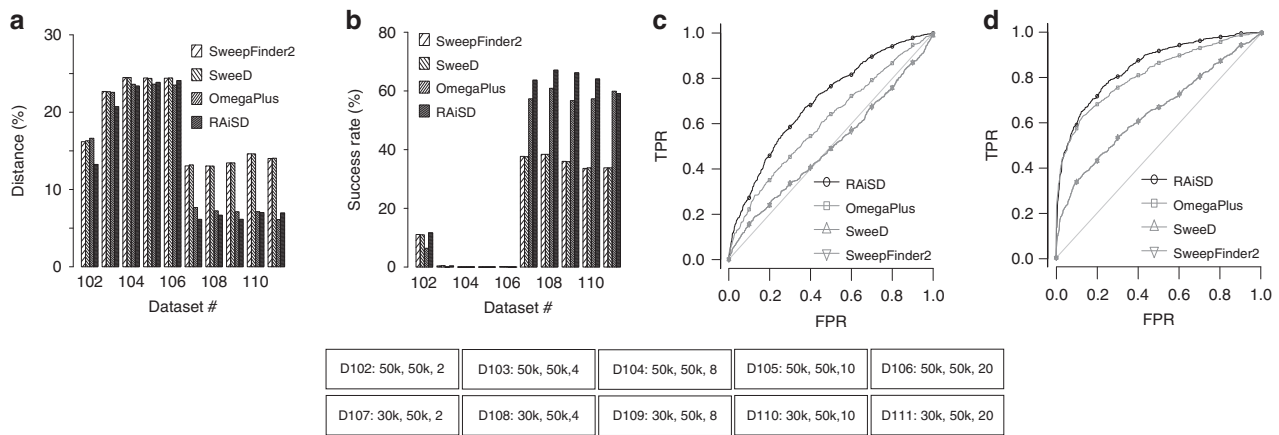 a
Distance (%)
30
20
10
0
SweepFinder2
SweeD
OmegaPlus
RAiSD
102 104 106 108 110
Dataset #
b
Success rate (%)
80
60
40
20
0
SweepFinder2
SweeD
OmegaPlus
RAiSD
102 104 106 108 110
Dataset #
c
TPR
1.0
0.8
0.6
0.4
0.2
0.0
RAiSD
OmegaPlus
SweeD
SweepFinder2
0.0 0.2 0.4 0.6 0.8 1.0
FPR
d
TPR
1.0
0.8
0.6
0.4
0.2
0.0
RAiSD
OmegaPlus
SweeD
SweepFinder2
0.0 0.2 0.4 0.6 0.8 1.0
FPR
D102: 50k, 50k, 2
D103: 50k, 50k,4
D104: 50k, 50k, 8
D105: 50k, 50k,10
D106: 50k, 50k, 20
D107: 30k, 50k, 2
D108: 30k, 50k,4
D109: 30k, 50k, 8
D110: 30k, 50k,10
D111: 30k, 50k, 20